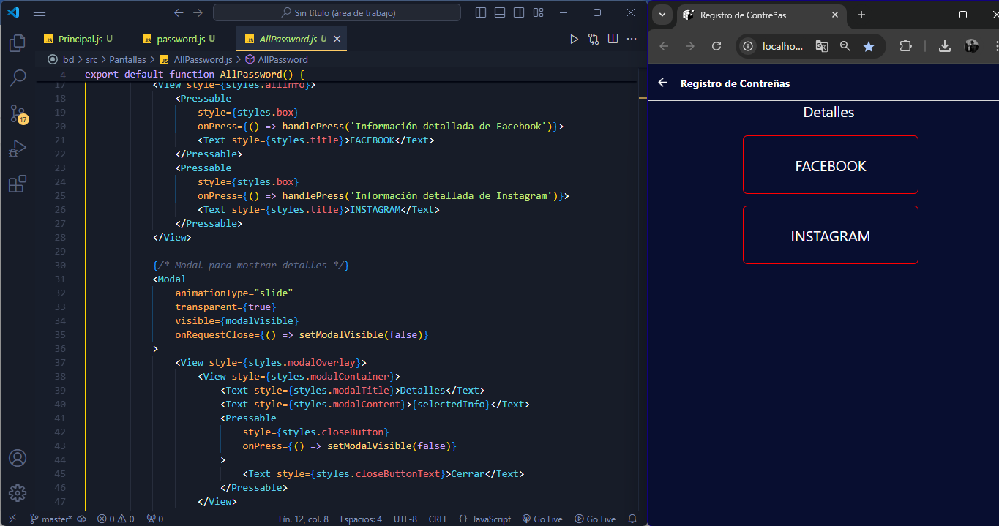 Sin título (área de trabajo)
JS Principal.js U
JS password.js U
JS AllPassword.js U
bd > src > Pantallas > JS AllPassword.js > AllPassword
4 export default function AllPassword() {
17 <View style={styles.allInfo}>
18 <Pressable
19 style={styles.box}
20 onPress={() => handlePress('Información detallada de Facebook')}>
21 <Text style={styles.title}>FACEBOOK</Text>
22 </Pressable>
23 <Pressable
24 style={styles.box}
25 onPress={() => handlePress('Información detallada de Instagram')}>
26 <Text style={styles.title}>INSTAGRAM</Text>
27 </Pressable>
28 </View>
29
30 {/* Modal para mostrar detalles */}
31 <Modal
32 animationType="slide"
33 transparent={true}
34 visible={modalVisible}
35 onRequestClose={() => setModalVisible(false)}
36 >
37 <View style={styles.modalOverlay}>
38 <View style={styles.modalContainer}>
39 <Text style={styles.modalTitle}>Detalles</Text>
40 <Text style={styles.modalContent}>{selectedInfo}</Text>
41 <Pressable
42 style={styles.closeButton}
43 onPress={() => setModalVisible(false)}
44 >
45 <Text style={styles.closeButtonText}>Cerrar</Text>
46 </Pressable>
47 </View>
17
master* 0 0 0 Lín. 12, col. 8 Espacios: 4 UTF-8 CRLF {} JavaScript Go Live Go Live
Registro de Contreñas
localho...
Registro de Contreñas
Detalles
FACEBOOK
INSTAGRAM